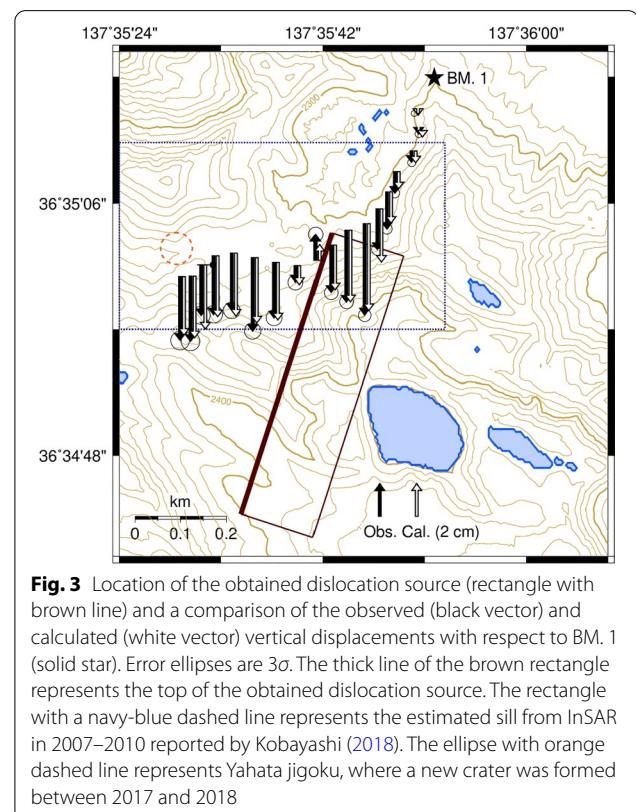 137˚35'24" 137˚35'42" 137˚36'00"
BM. 1
2300
36˚35'06"
2400
36˚34'48"
km
0 0.1 0.2
Obs. Cal. (2 cm)
Fig. 3 Location of the obtained dislocation source (rectangle with
brown line) and a comparison of the observed (black vector) and
calculated (white vector) vertical displacements with respect to BM. 1
(solid star). Error ellipses are 3σ. The thick line of the brown rectangle
represents the top of the obtained dislocation source. The rectangle
with a navy-blue dashed line represents the estimated sill from InSAR
in 2007–2010 reported by Kobayashi (2018). The ellipse with orange
dashed line represents Yahata jigoku, where a new crater was formed
between 2017 and 2018